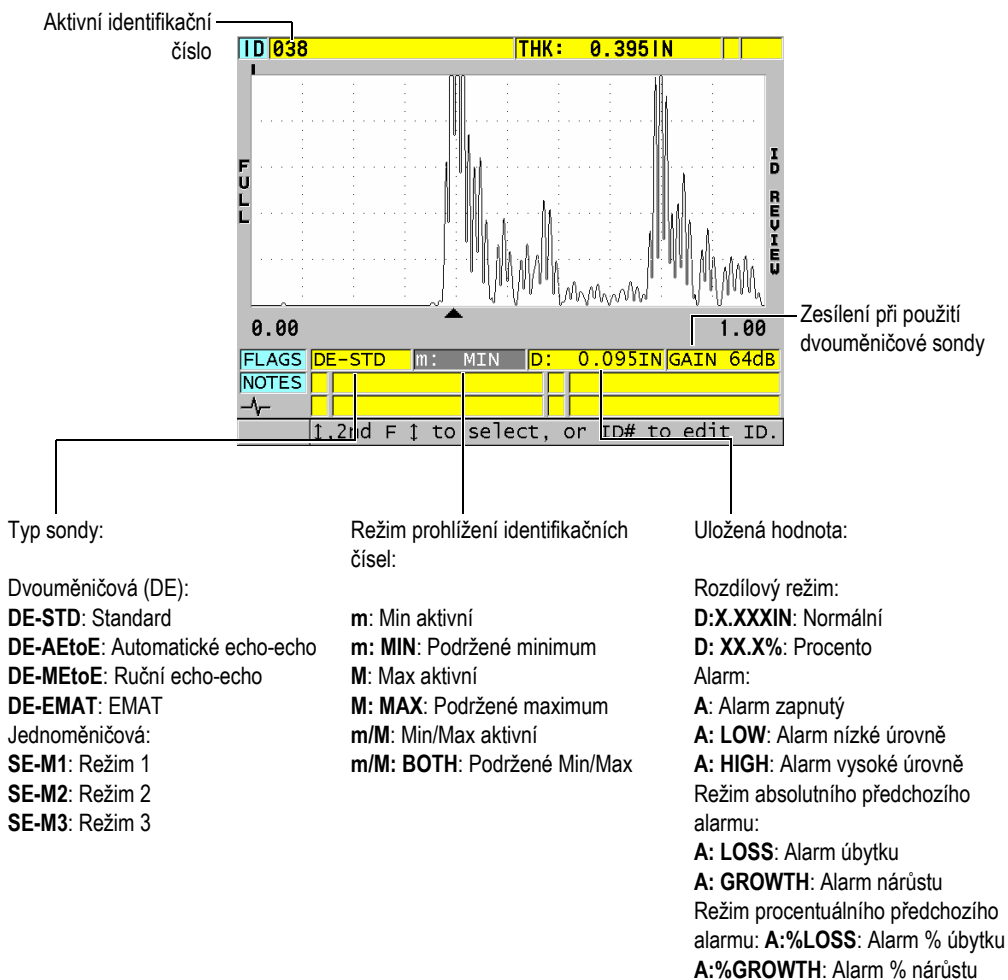 Aktivní identifikační
číslo
ID 038 THK: 0.395IN
FULL
ID REVIEW
0.00 1.00
Zesílení při použití
dvouměničové sondy
FLAGS DE-STD m: MIN D: 0.095IN GAIN 64dB
NOTES
↕,2nd F ↕ to select, or ID# to edit ID.
Typ sondy:
Dvouměničová (DE):
DE-STD: Standard
DE-AEtoE: Automatické echo-echo
DE-MEtoE: Ruční echo-echo
DE-EMAT: EMAT
Jednoměničová:
SE-M1: Režim 1
SE-M2: Režim 2
SE-M3: Režim 3
Režim prohlížení identifikačních
čísel:
m: Min aktivní
m: MIN: Podržené minimum
M: Max aktivní
M: MAX: Podržené maximum
m/M: Min/Max aktivní
m/M: BOTH: Podržené Min/Max
Uložená hodnota:
Rozdílový režim:
D:X.XXXIN: Normální
D: XX.X%: Procento
Alarm:
A: Alarm zapnutý
A: LOW: Alarm nízké úrovně
A: HIGH: Alarm vysoké úrovně
Režim absolutního předchozího
alarmu:
A: LOSS: Alarm úbytku
A: GROWTH: Alarm nárůstu
Režim procentuálního předchozího
alarmu: A:%LOSS: Alarm % úbytku
A:%GROWTH: Alarm % nárůstu